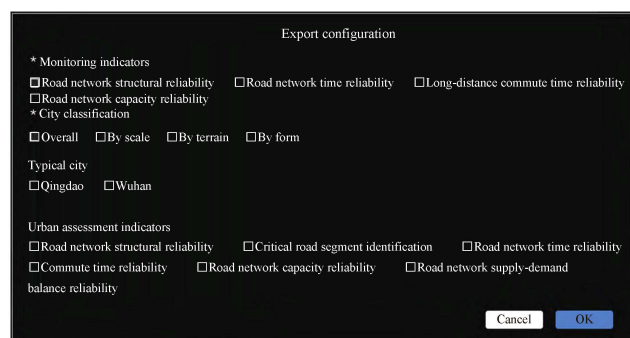 Export configuration
* Monitoring indicators
Road network structural reliability Road network time reliability Long-distance commute time reliability
Road network capacity reliability
* City classification
Overall By scale By terrain By form
Typical city
Qingdao Wuhan
Urban assessment indicators
Road network structural reliability Critical road segment identification Road network time reliability
Commute time reliability Road network capacity reliability Road network supply-demand
balance reliability
Cancel OK